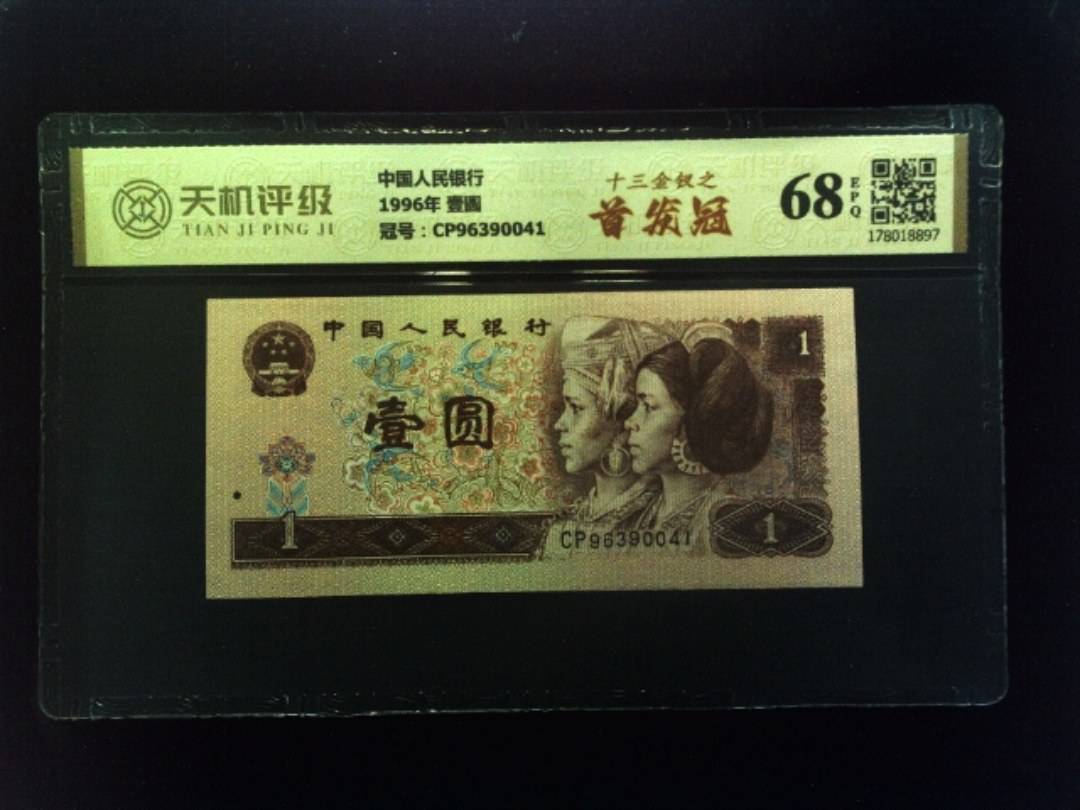 天机评级
TIAN JI PING JI
中国人民银行
1996年 壹圆
冠号：CP96390041
十三金钗之
首发冠
68
EPQ
178018897
中国人民银行
1
壹圆
1
CP96390041
1